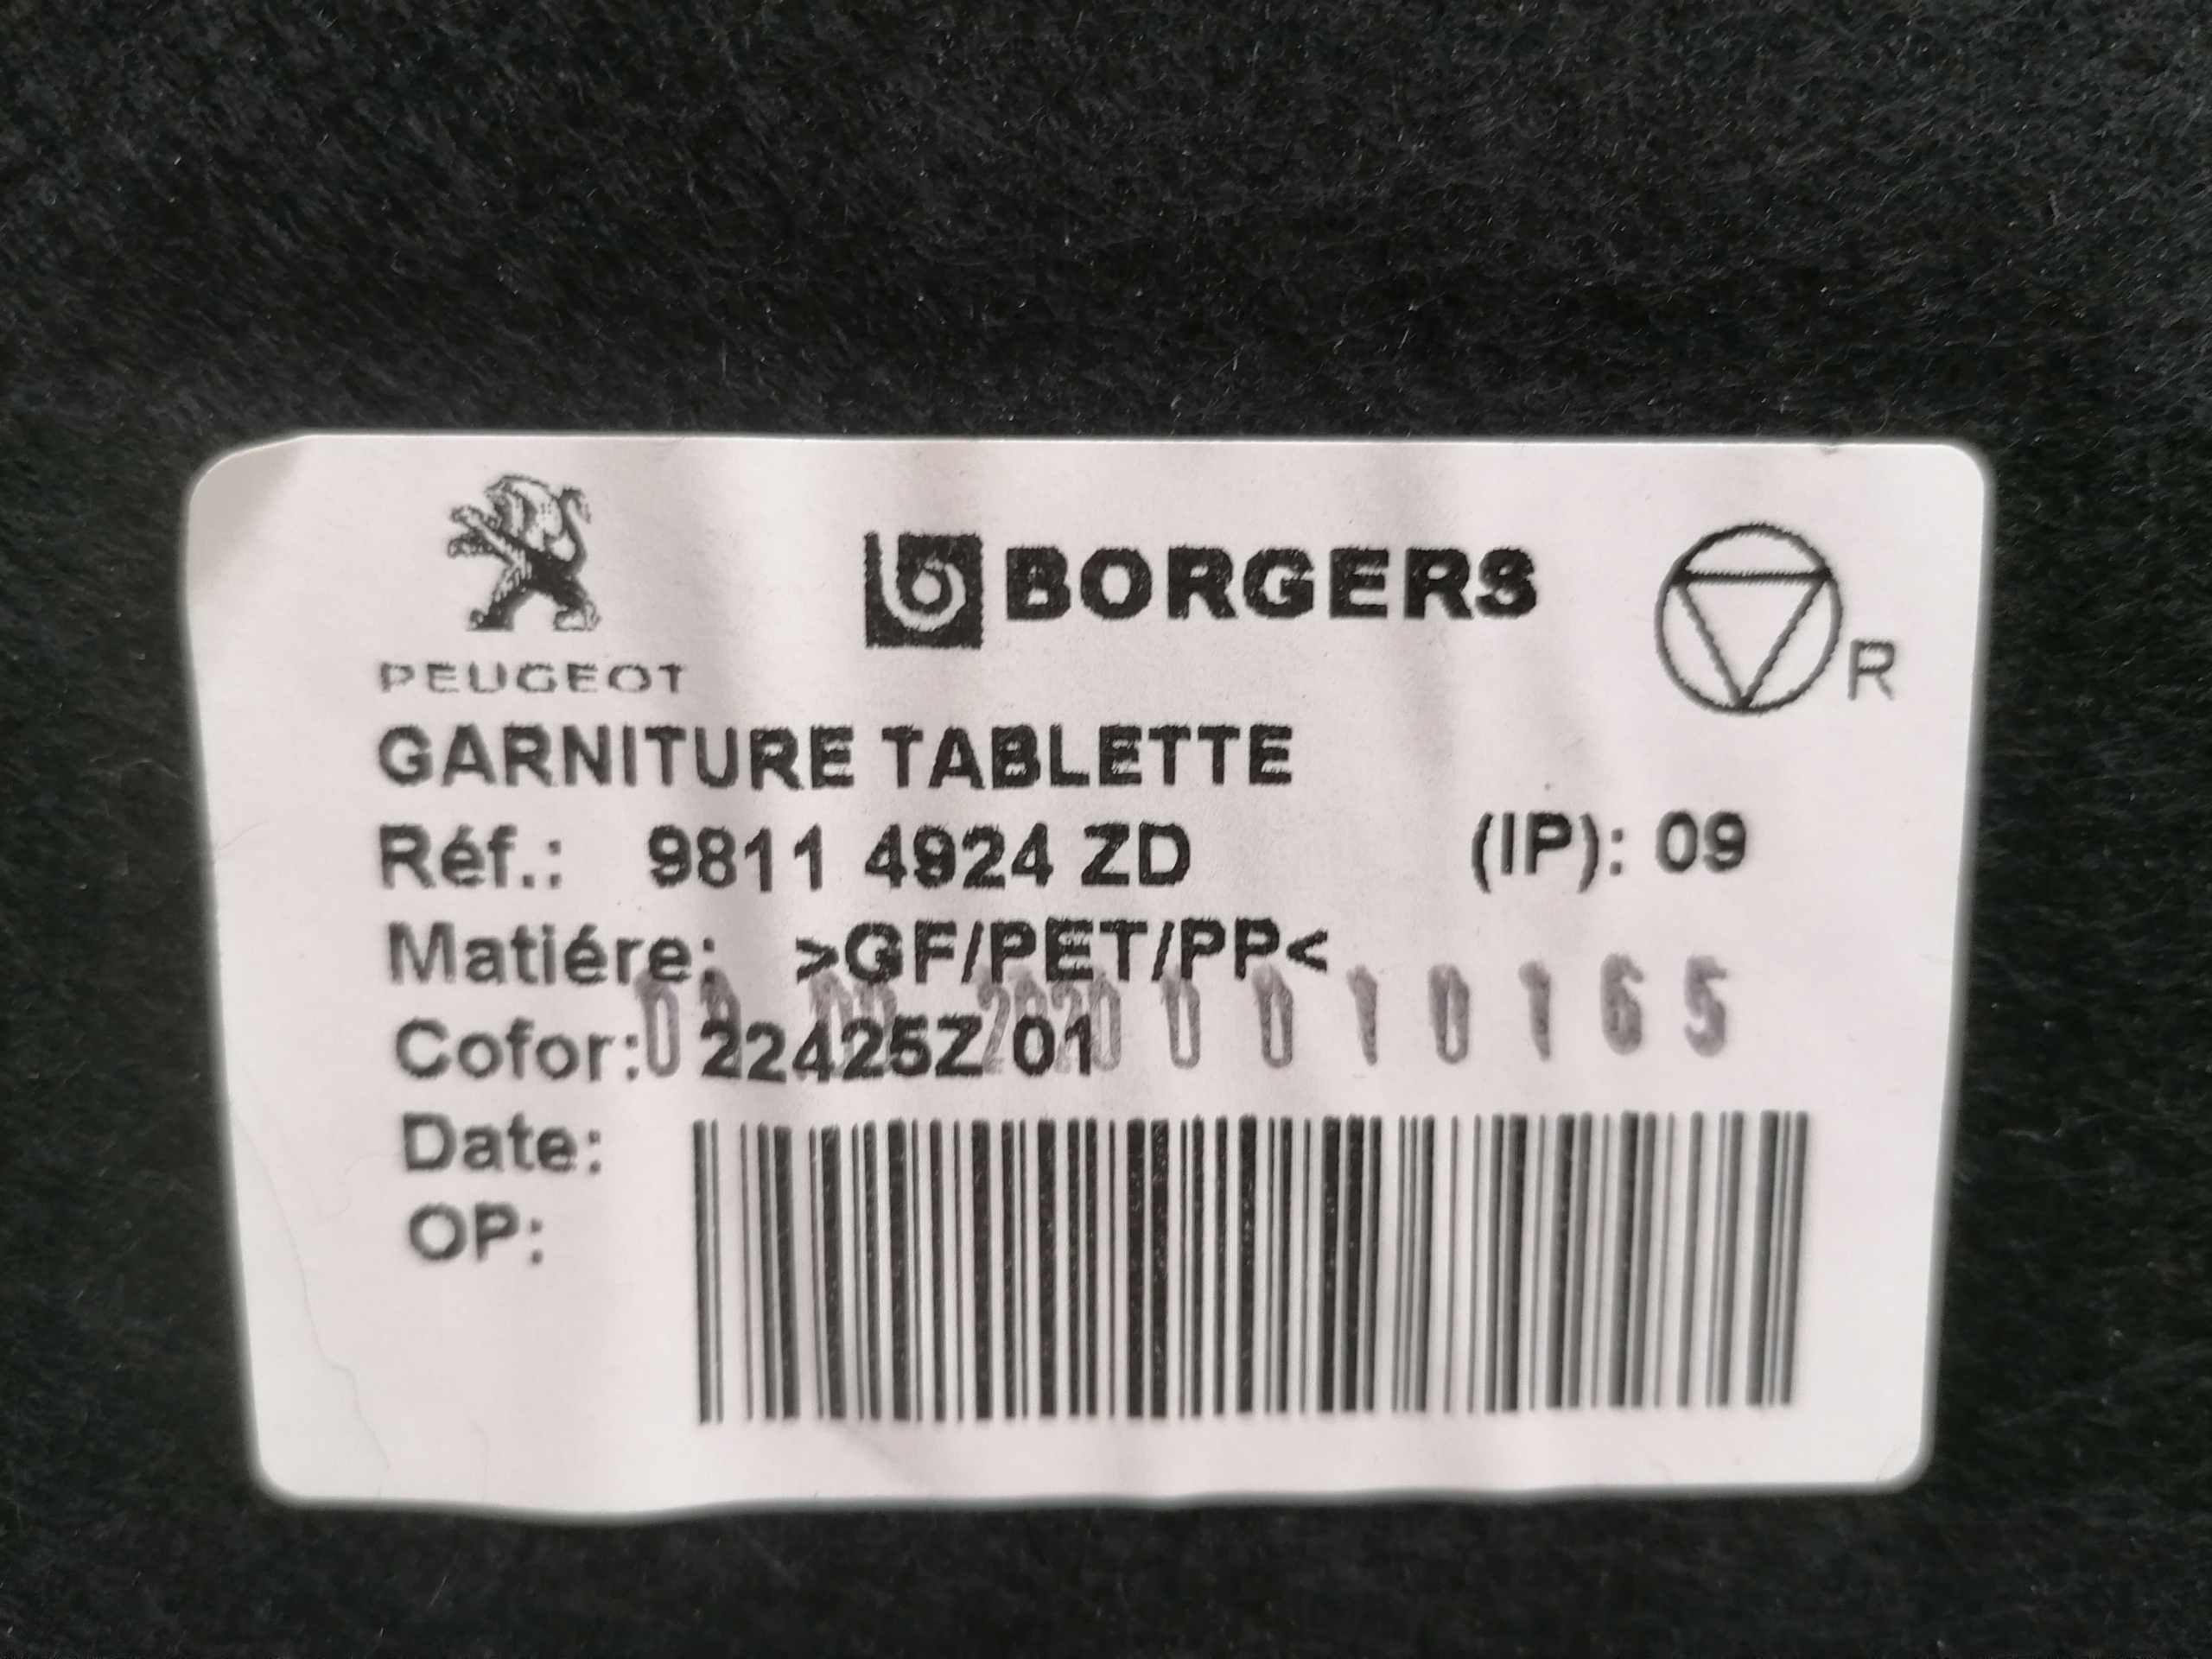 PEUGEOT
BORGERS
R
GARNITURE TABLETTE
Réf.: 9811 4924 ZD (IP): 09
Matiére: >GF/PET/PP<
0010165
Cofor: 22425Z 01
Date:
OP: